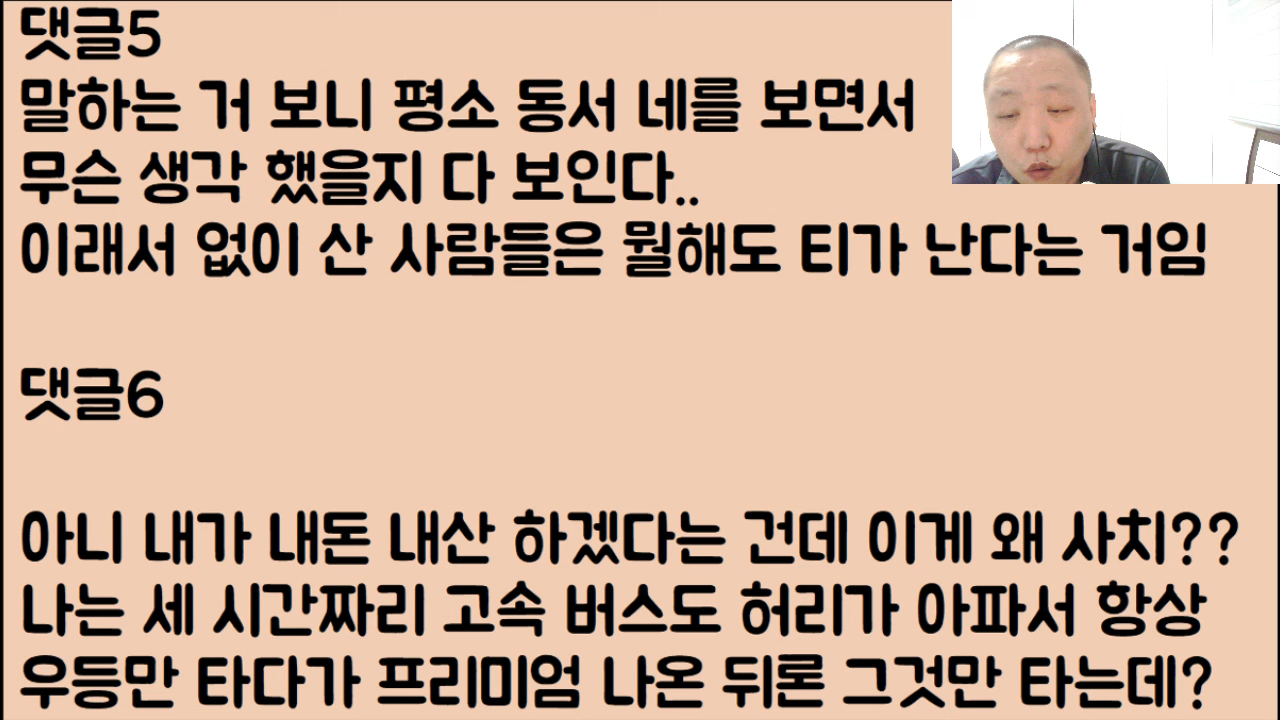 댓글5
말하는 거 보니 평소 동서 네를 보면서
무슨 생각 했을지 다 보인다..
이래서 없이 산 사람들은 뭘해도 티가 난다는 거임
댓글6
아니 내가 내돈 내산 하겠다는 건데 이게 왜 사치??
나는 세 시간짜리 고속 버스도 허리가 아파서 항상
우등만 타다가 프리미엄 나온 뒤론 그것만 타는데?